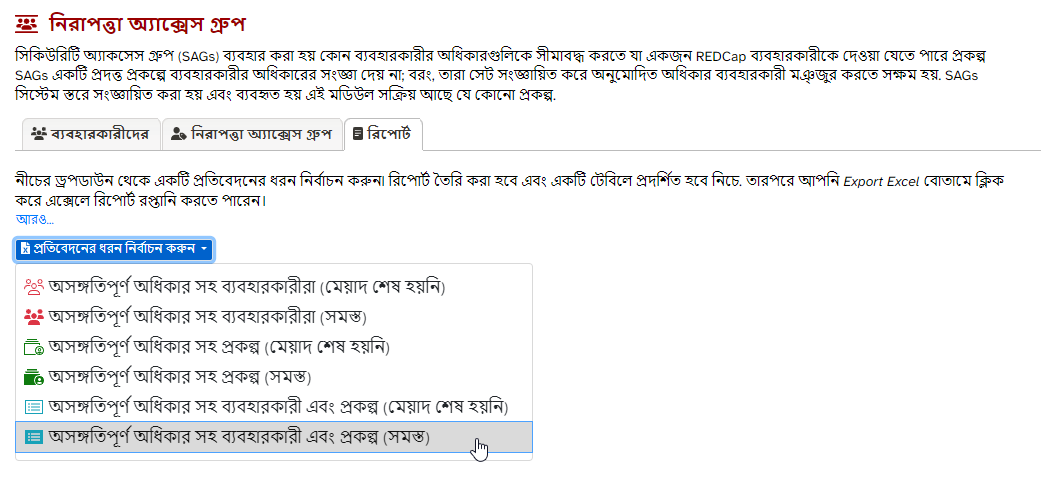 নিরাপত্তা অ্যাক্সেস গ্রুপ
সিকিউরিটি অ্যাকসেস গ্রুপ (SAGs) ব্যবহার করা হয় কোন ব্যবহারকারীর অধিকারগুলিকে সীমাবদ্ধ করতে যা একজন REDCap ব্যবহারকারীকে দেওয়া যেতে পারে প্রকল্প
SAGs একটি প্রদত্ত প্রকল্পে ব্যবহারকারীর অধিকারের সংজ্ঞা দেয় না; বরং, তারা সেট সংজ্ঞায়িত করে অনুমোদিত অধিকার ব্যবহারকারী মঞ্জুর করতে সক্ষম হয়. SAGs
সিস্টেম স্তরে সংজ্ঞায়িত করা হয় এবং ব্যবহৃত হয় এই মডিউল সক্রিয় আছে যে কোনো প্রকল্প.
ব্যবহারকারীদের নিরাপত্তা অ্যাক্সেস গ্রুপ রিপোর্ট
নীচের ড্রপডাউন থেকে একটি প্রতিবেদনের ধরন নির্বাচন করুন৷ রিপোর্ট তৈরি করা হবে এবং একটি টেবিলে প্রদর্শিত হবে নিচে. তারপরে আপনি Export Excel বোতামে ক্লিক
করে এক্সেলে রিপোর্ট রপ্তানি করতে পারেন।
আরও...
প্রতিবেদনের ধরন নির্বাচন করুন
অসঙ্গতিপূর্ণ অধিকার সহ ব্যবহারকারীরা (মেয়াদ শেষ হয়নি)
অসঙ্গতিপূর্ণ অধিকার সহ ব্যবহারকারীরা (সমস্ত)
অসঙ্গতিপূর্ণ অধিকার সহ প্রকল্প (মেয়াদ শেষ হয়নি)
অসঙ্গতিপূর্ণ অধিকার সহ প্রকল্প (সমস্ত)
অসঙ্গতিপূর্ণ অধিকার সহ ব্যবহারকারী এবং প্রকল্প (মেয়াদ শেষ হয়নি)
অসঙ্গতিপূর্ণ অধিকার সহ ব্যবহারকারী এবং প্রকল্প (সমস্ত)